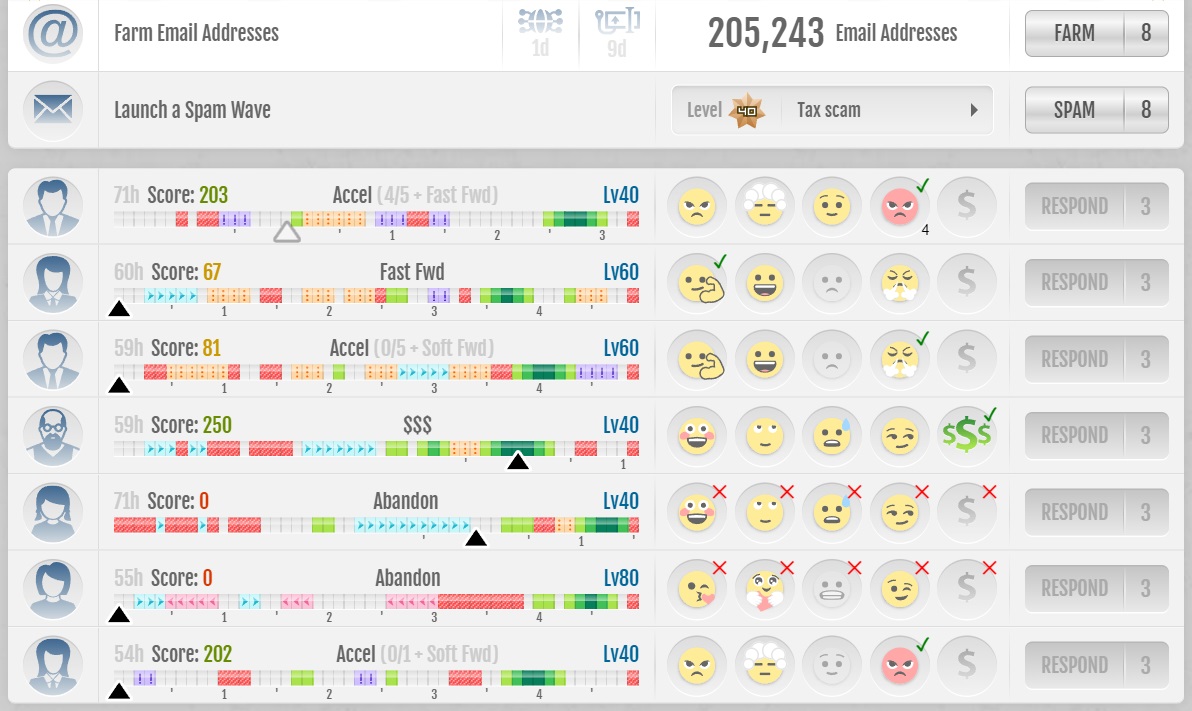 @ Farm Email Addresses 1d 9d 205,243 Email Addresses FARM 8
Launch a Spam Wave Level 40 Tax scam SPAM 8
71h Score: 203 Accel (4/5 + Fast Fwd) Lv40 $ RESPOND 3
1 2 3 4
60h Score: 67 Fast Fwd Lv60 $ RESPOND 3
1 2 3 4
59h Score: 81 Accel (0/5 + Soft Fwd) Lv60 $ RESPOND 3
1 2 3 4
59h Score: 250 $$$ Lv40 $$$ RESPOND 3
1
71h Score: 0 Abandon Lv40 $ RESPOND 3
1
55h Score: 0 Abandon Lv80 $ RESPOND 3
1 2 3 4
54h Score: 202 Accel (0/1 + Soft Fwd) Lv40 $ RESPOND 3
1 2 3 4